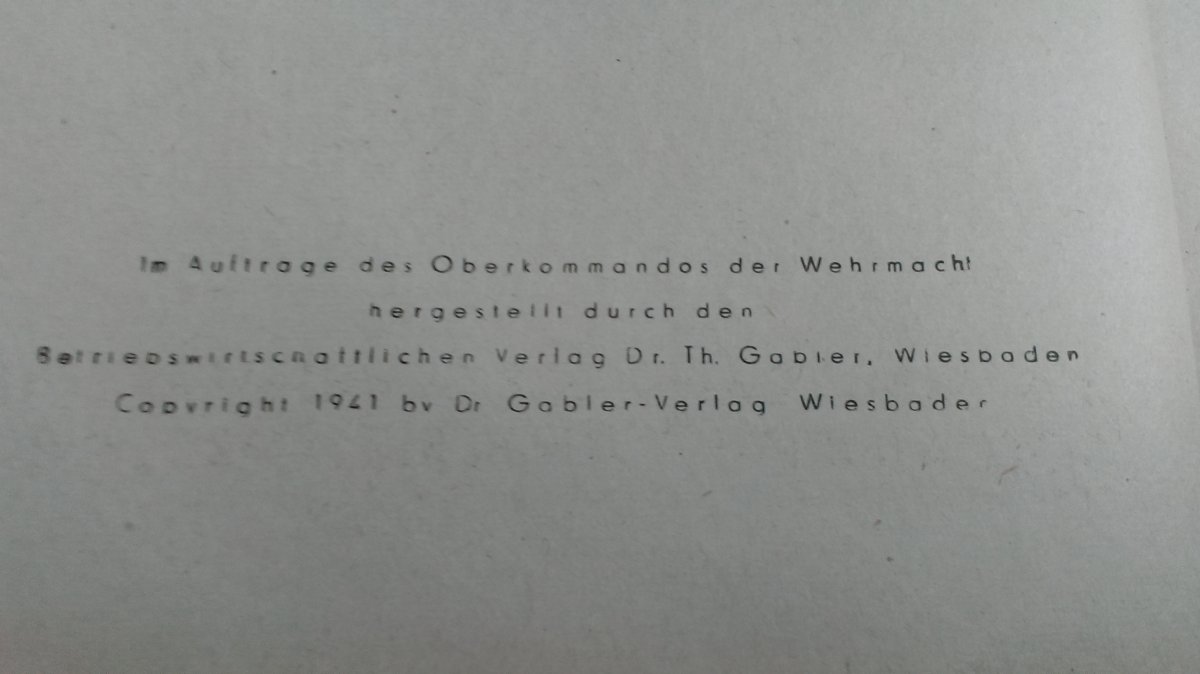 Im Auftrage des Oberkommandos der Wehrmacht
hergestellt durch den
Betriebswirtschaftlichen Verlag Dr. Th. Gabler, Wiesbaden
Copyright 1941 by Dr Gabler-Verlag Wiesbaden